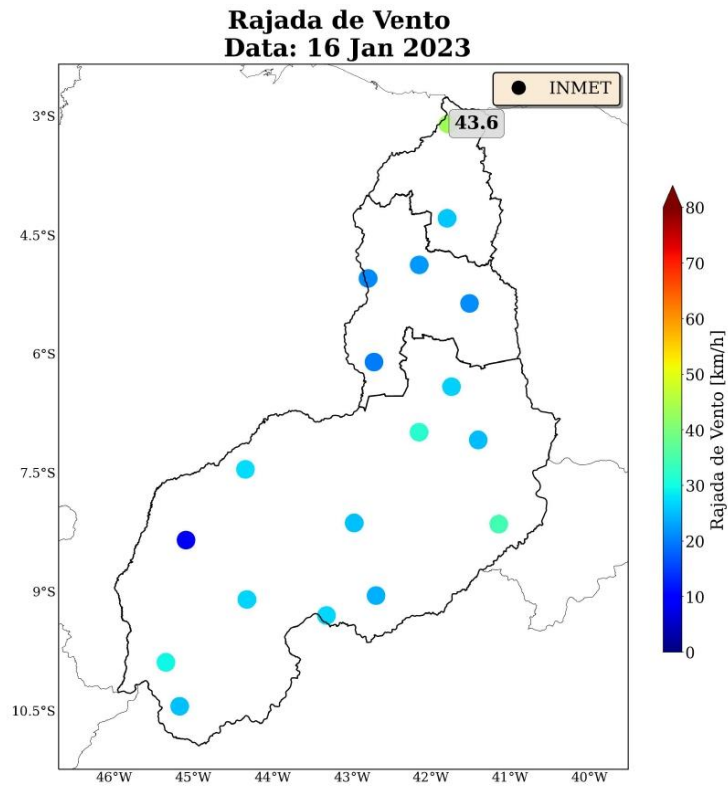 Rajada de Vento
Data: 16 Jan 2023
INMET
43.6
3°S
4.5°S
6°S
7.5°S
9°S
10.5°S
46°W
45°W
44°W
43°W
42°W
41°W
40°W
80
70
60
50
40
30
20
10
0
Rajada de Vento [km/h]